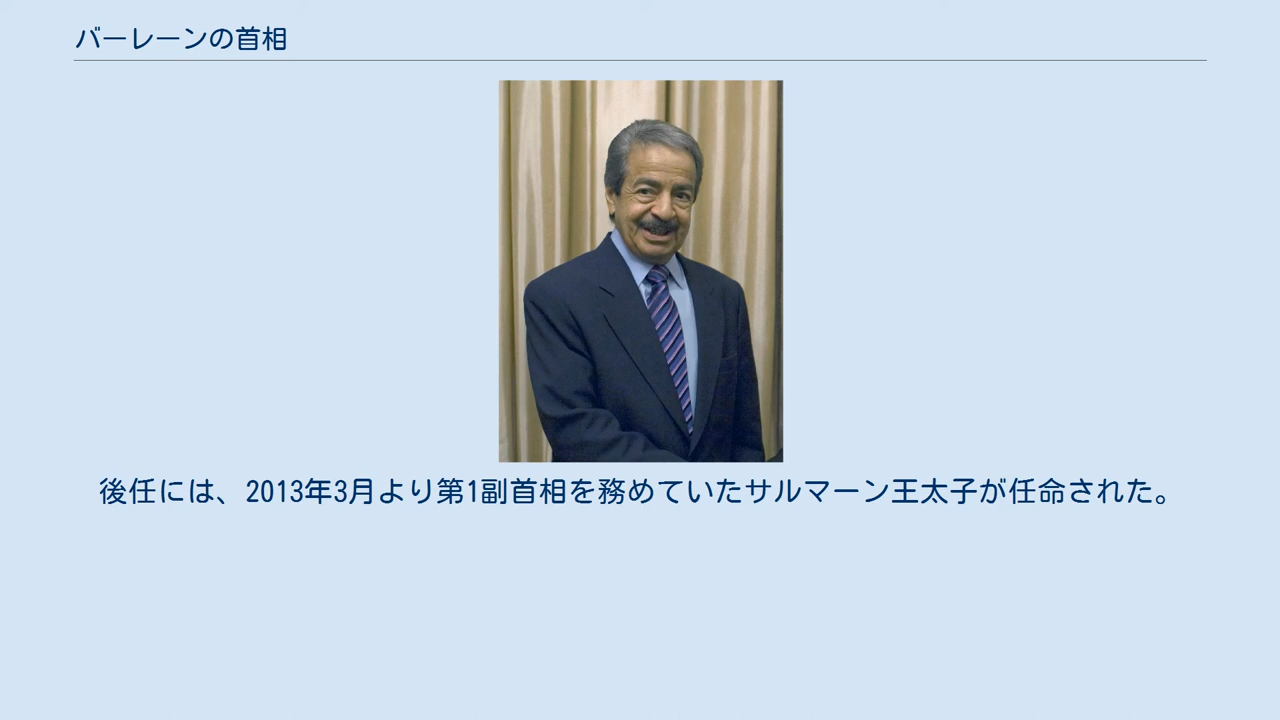 バーレーンの首相
後任には、2013年3月より第1副首相を務めていたサルマーン王太子が任命された。